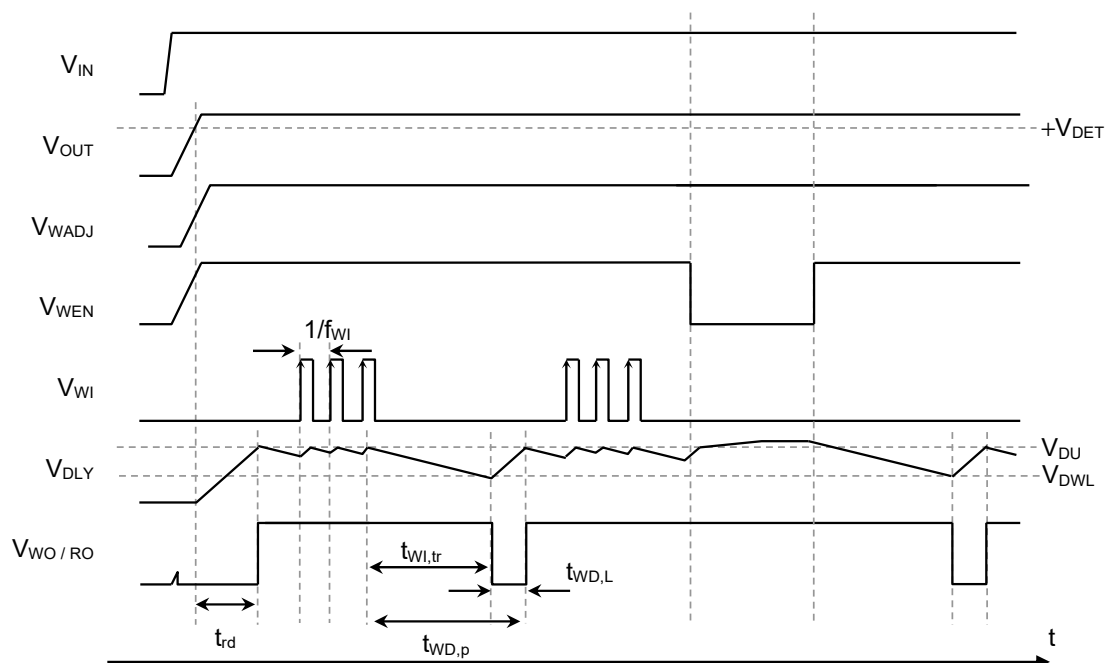 VIN
VOUT
+VDET
VWADJ
VWEN
1/fWI
VWI
VDLY
VDU
VDWL
VWO / RO
tWI,tr
tWD,L
trd
tWD,p
t